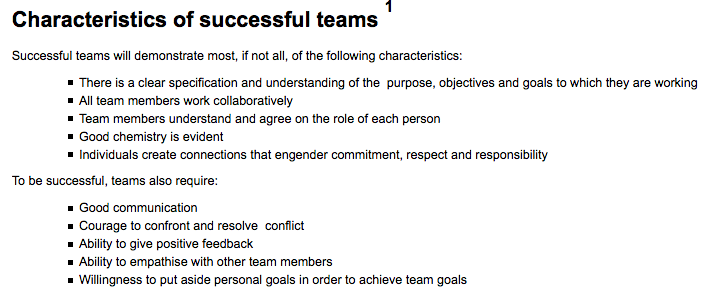 Characteristics of successful teams 1
Successful teams will demonstrate most, if not all, of the following characteristics:
▪ There is a clear specification and understanding of the  purpose, objectives and goals to which they are working
▪ All team members work collaboratively
▪ Team members understand and agree on the role of each person
▪ Good chemistry is evident
▪ Individuals create connections that engender commitment, respect and responsibility
To be successful, teams also require:
▪ Good communication
▪ Courage to confront and resolve  conflict
▪ Ability to give positive feedback
▪ Ability to empathise with other team members
▪ Willingness to put aside personal goals in order to achieve team goals